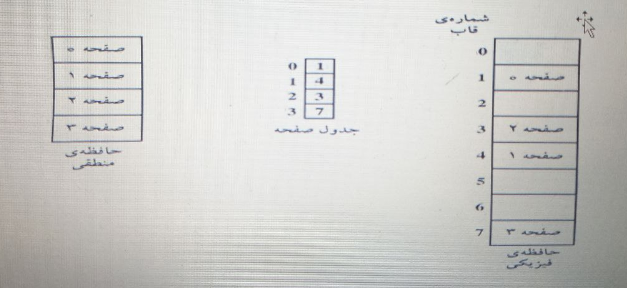 صفحه ۰
صفحه ۱
صفحه ۲
صفحه ۳
حافظه‌ی
منطقی
0 1
1 4
2 3
3 7
جدول صفحه
شماره‌ی
قاب
0
1 صفحه ۰
2
3 صفحه ۲
4 صفحه ۱
5
6
7 صفحه ۳
حافظه‌ی
فیزیکی